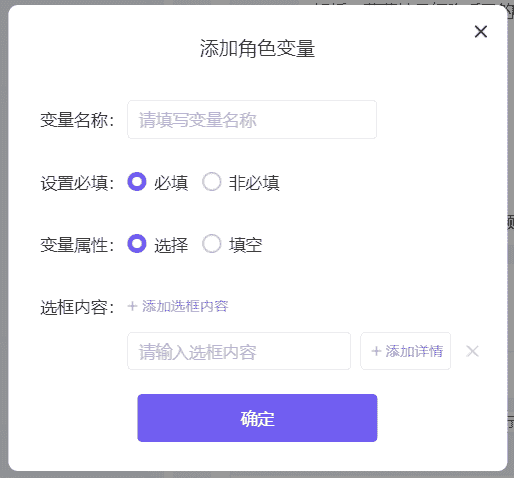 添加角色变量
变量名称： 请填写变量名称
设置必填： 必填 非必填
变量属性： 选择 填空
选框内容： + 添加选框内容
请输入选框内容 + 添加详情
确定